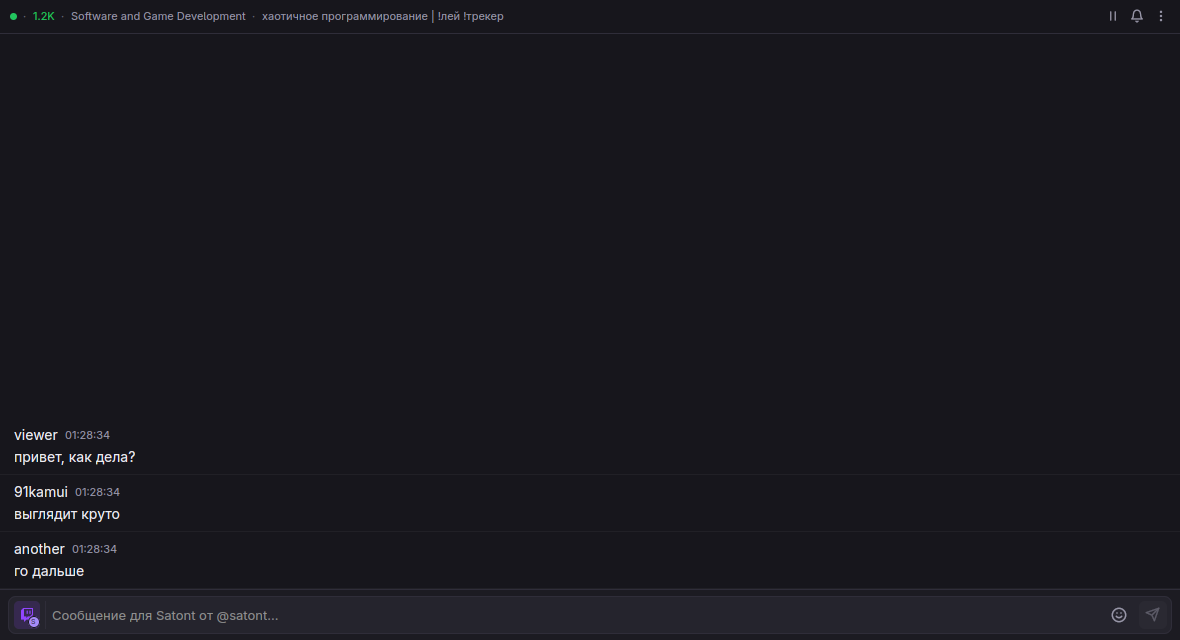 · 1.2K · Software and Game Development · хаотичное программирование | !лей !трекер
viewer 01:28:34
привет, как дела?
91kamui 01:28:34
выглядит круто
another 01:28:34
го дальше
Сообщение для Satont от @satont...